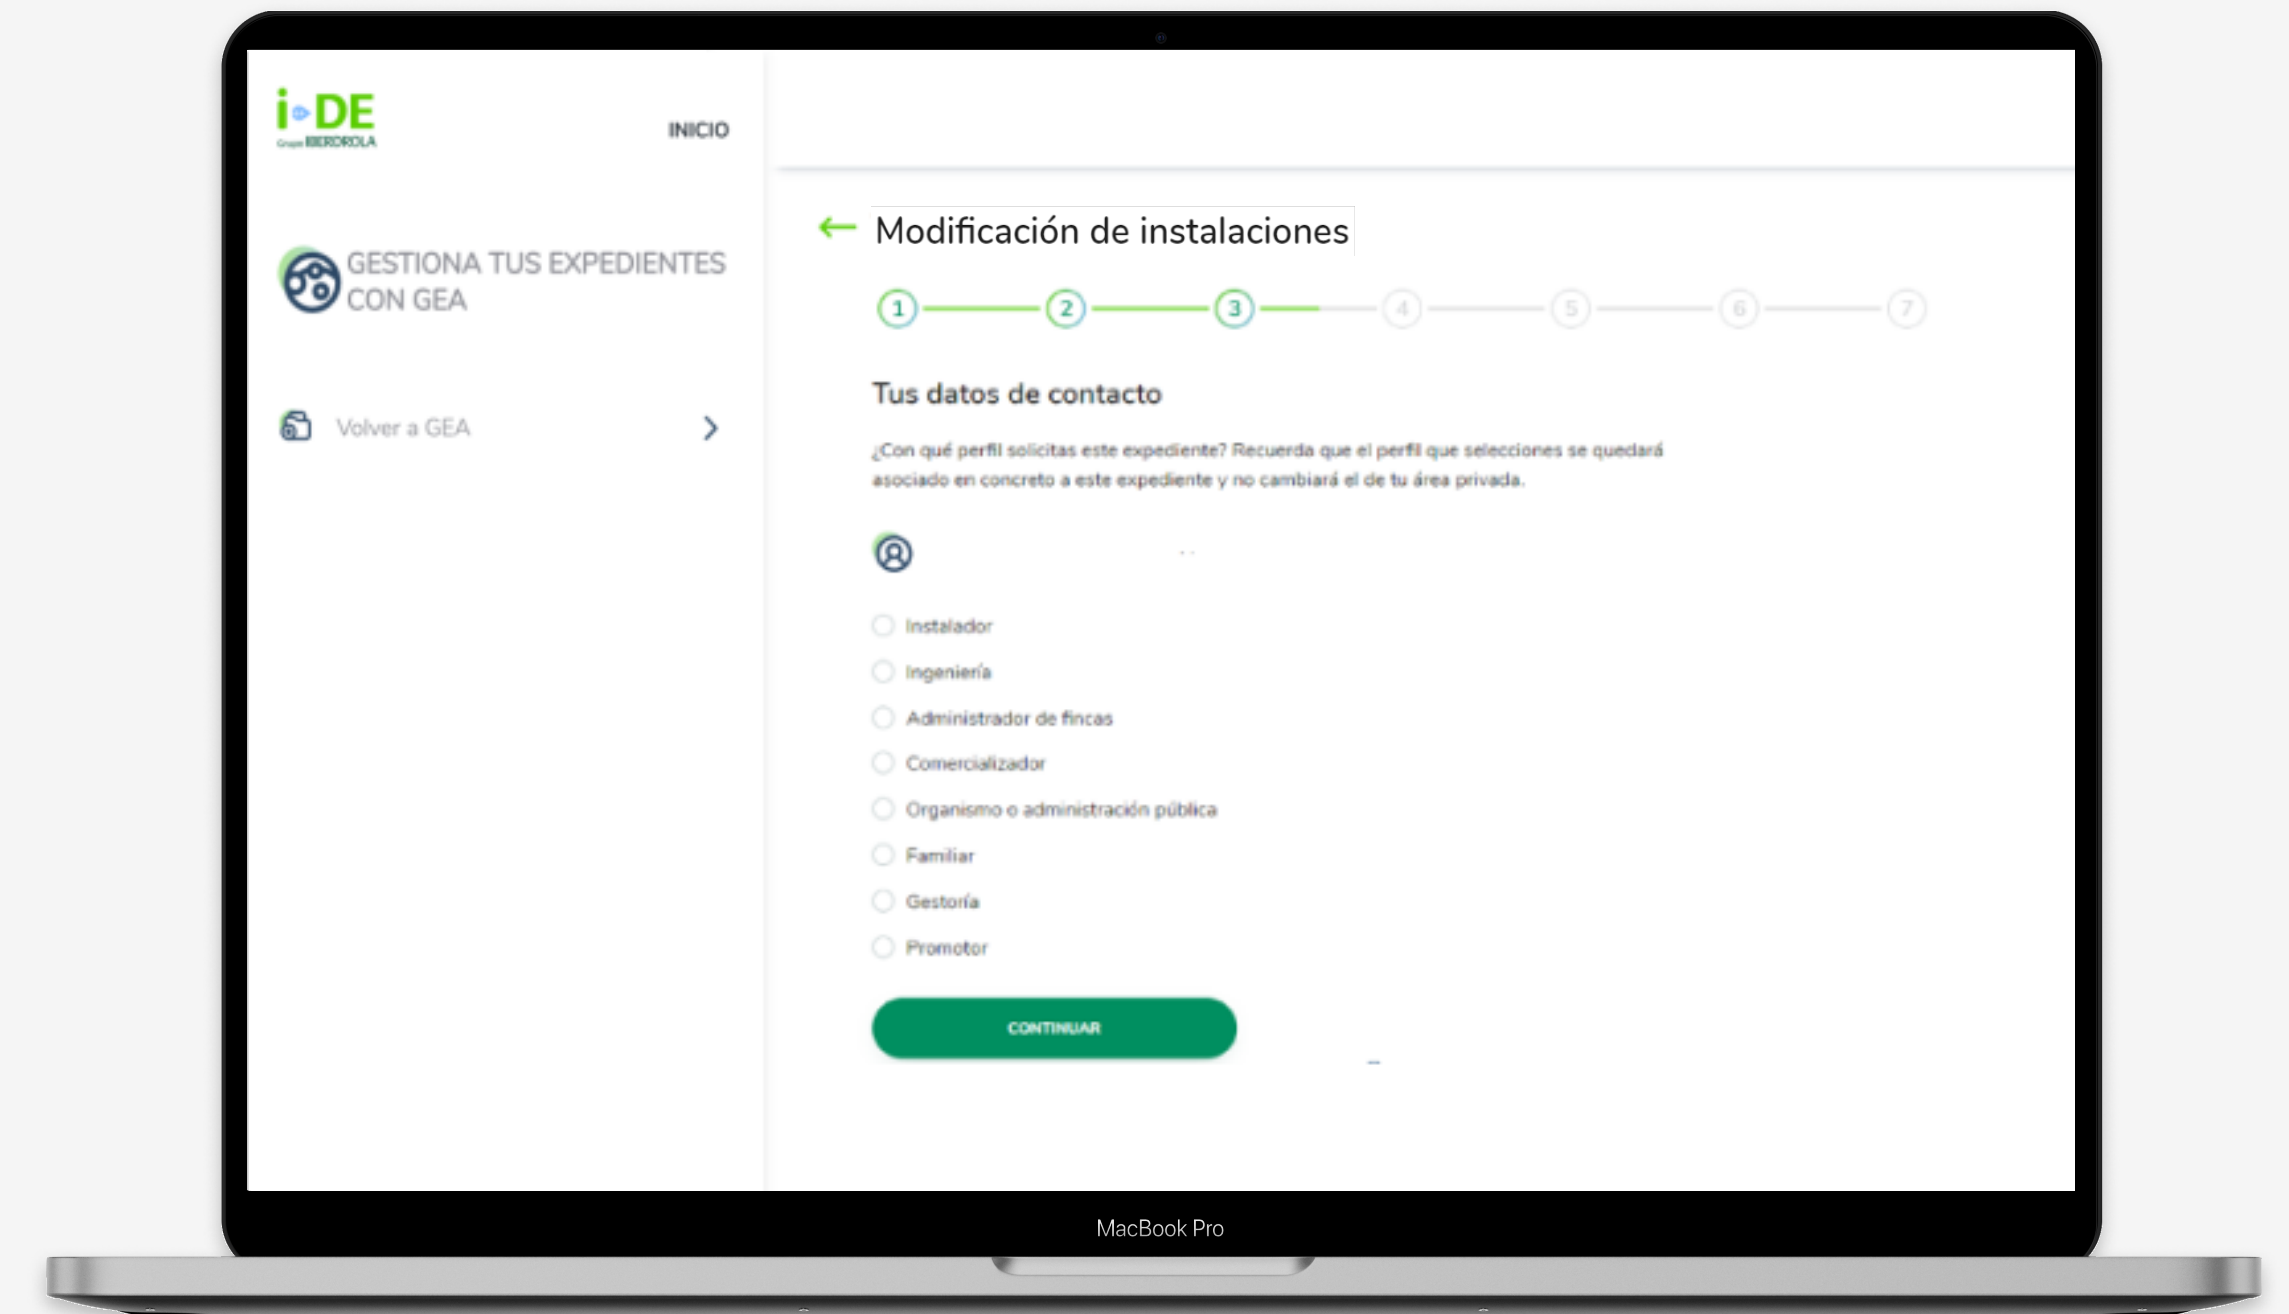 i-DE
Grupo IBERDROLA
INICIO
GESTIONA TUS EXPEDIENTES
CON GEA
Volver a GEA
Modificación de instalaciones
1 2 3 4 5 6 7
Tus datos de contacto
¿Con qué perfil solicitas este expediente? Recuerda que el perfil que selecciones se quedará
asociado en concreto a este expediente y no cambiará el de tu área privada.
Instalador
Ingeniería
Administrador de fincas
Comercializador
Organismo o administración pública
Familiar
Gestoría
Promotor
CONTINUAR
MacBook Pro